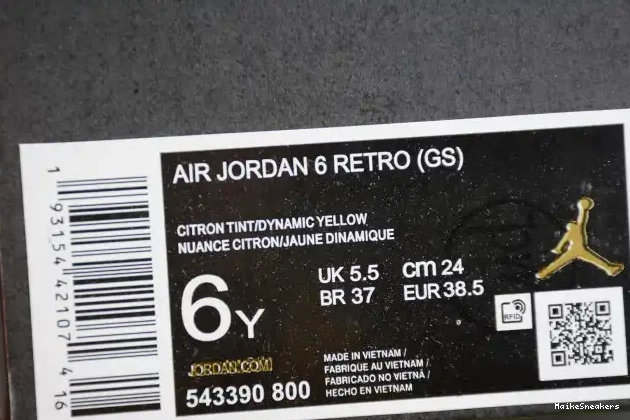 AIR JORDAN 6 RETRO (GS)
CITRON TINT/DYNAMIC YELLOW
NUANCE CITRON/JAUNE DINAMIQUE
6Y
UK 5.5 cm 24
BR 37 EUR 38.5
RFID
JORDAN.COM
543390 800
MADE IN VIETNAM /
FABRIQUE AU VIETNAM /
FABRICADO NO VIETNÃ /
HECHO EN VIETNAM
1 93154 42107 4 16
MaikeSneakers